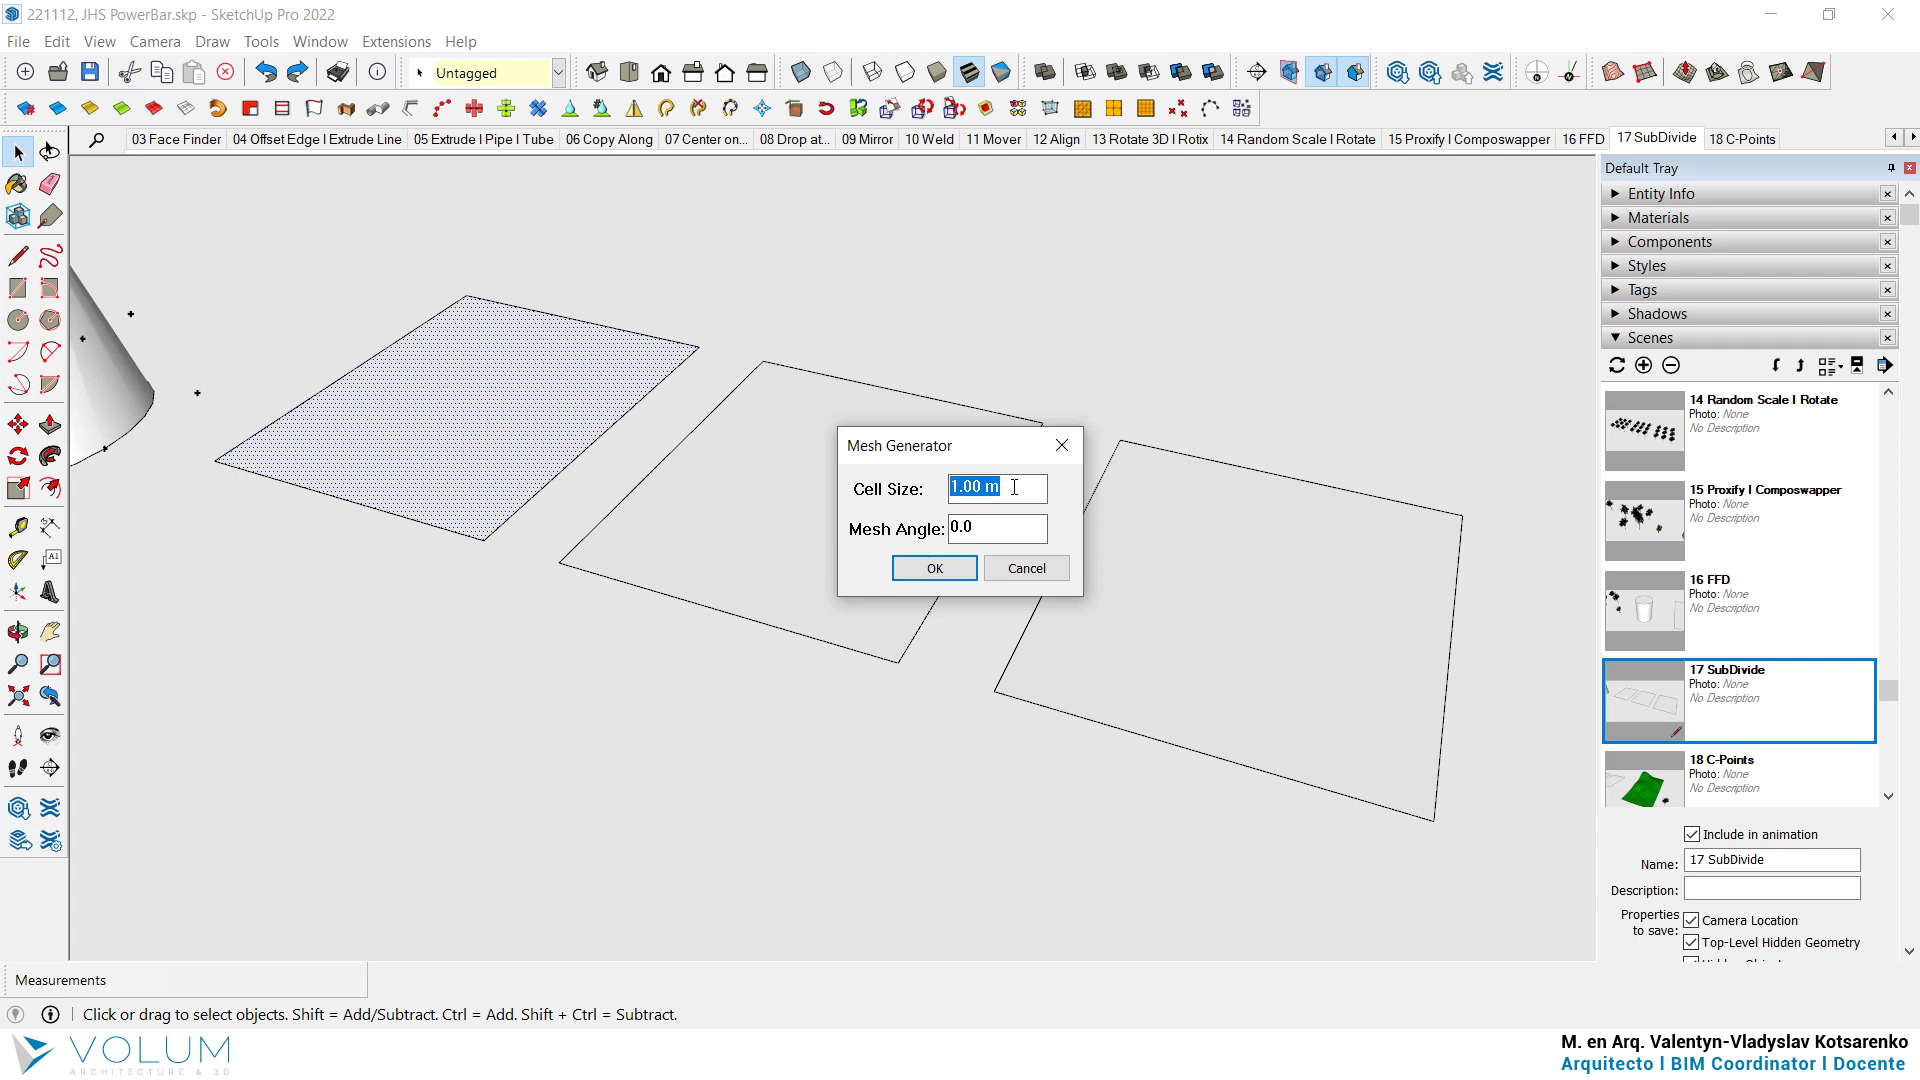 221112, JHS PowerBar.skp - SketchUp Pro 2022
File Edit View Camera Draw Tools Window Extensions Help
Untagged
03 Face Finder 04 Offset Edge I Extrude Line 05 Extrude I Pipe I Tube 06 Copy Along 07 Center on... 08 Drop at... 09 Mirror 10 Weld 11 Mover 12 Align 13 Rotate 3D I Rotix 14 Random Scale I Rotate 15 Proxify I Composwapper 16 FFD 17 SubDivide 18 C-Points
Default Tray
Entity Info
Materials
Components
Styles
Tags
Shadows
Scenes
14 Random Scale I Rotate
Photo: None
No Description
15 Proxify I Composwapper
Photo: None
No Description
16 FFD
Photo: None
No Description
17 SubDivide
Photo: None
No Description
18 C-Points
Photo: None
No Description
Include in animation
Name: 17 SubDivide
Description:
Properties
to save:
Camera Location
Top-Level Hidden Geometry
Mesh Generator
Cell Size: 1.00 m
Mesh Angle: 0.0
OK Cancel
A1
Measurements
Click or drag to select objects. Shift = Add/Subtract. Ctrl = Add. Shift + Ctrl = Subtract.
VOLUM
ARCHITECTURE & 3D
M. en Arq. Valentyn-Vladyslav Kotsarenko
Arquitecto I BIM Coordinator I Docente